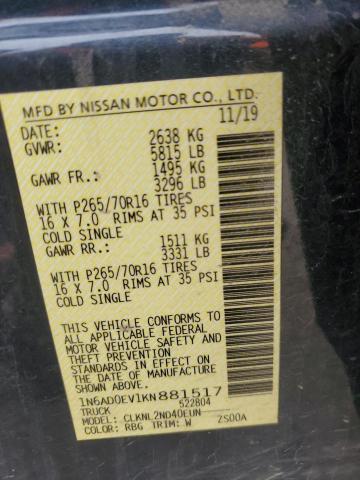 MFD BY NISSAN MOTOR CO., LTD.
DATE: 11/19
GVWR: 2638 KG
5815 LB
GAWR FR.: 1495 KG
3296 LB
WITH P265/70R16 TIRES
16 X 7.0 RIMS AT 35 PSI
COLD SINGLE
GAWR RR.: 1511 KG
3331 LB
WITH P265/70R16 TIRES
16 X 7.0 RIMS AT 35 PSI
COLD SINGLE
THIS VEHICLE CONFORMS TO
ALL APPLICABLE FEDERAL
MOTOR VEHICLE SAFETY AND
THEFT PREVENTION
STANDARDS IN EFFECT ON
DATE OF MANUFACTURE
1N6AD0EV1KN881517
TRUCK 522804
MODEL: CLKNL2ND40EUN
COLOR: RBG TRIM: W ZS00A